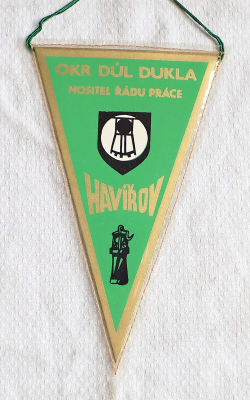 OKR DŮL DUKLA
NOSITEL ŘÁDU PRÁCE
HAVÍŘOV